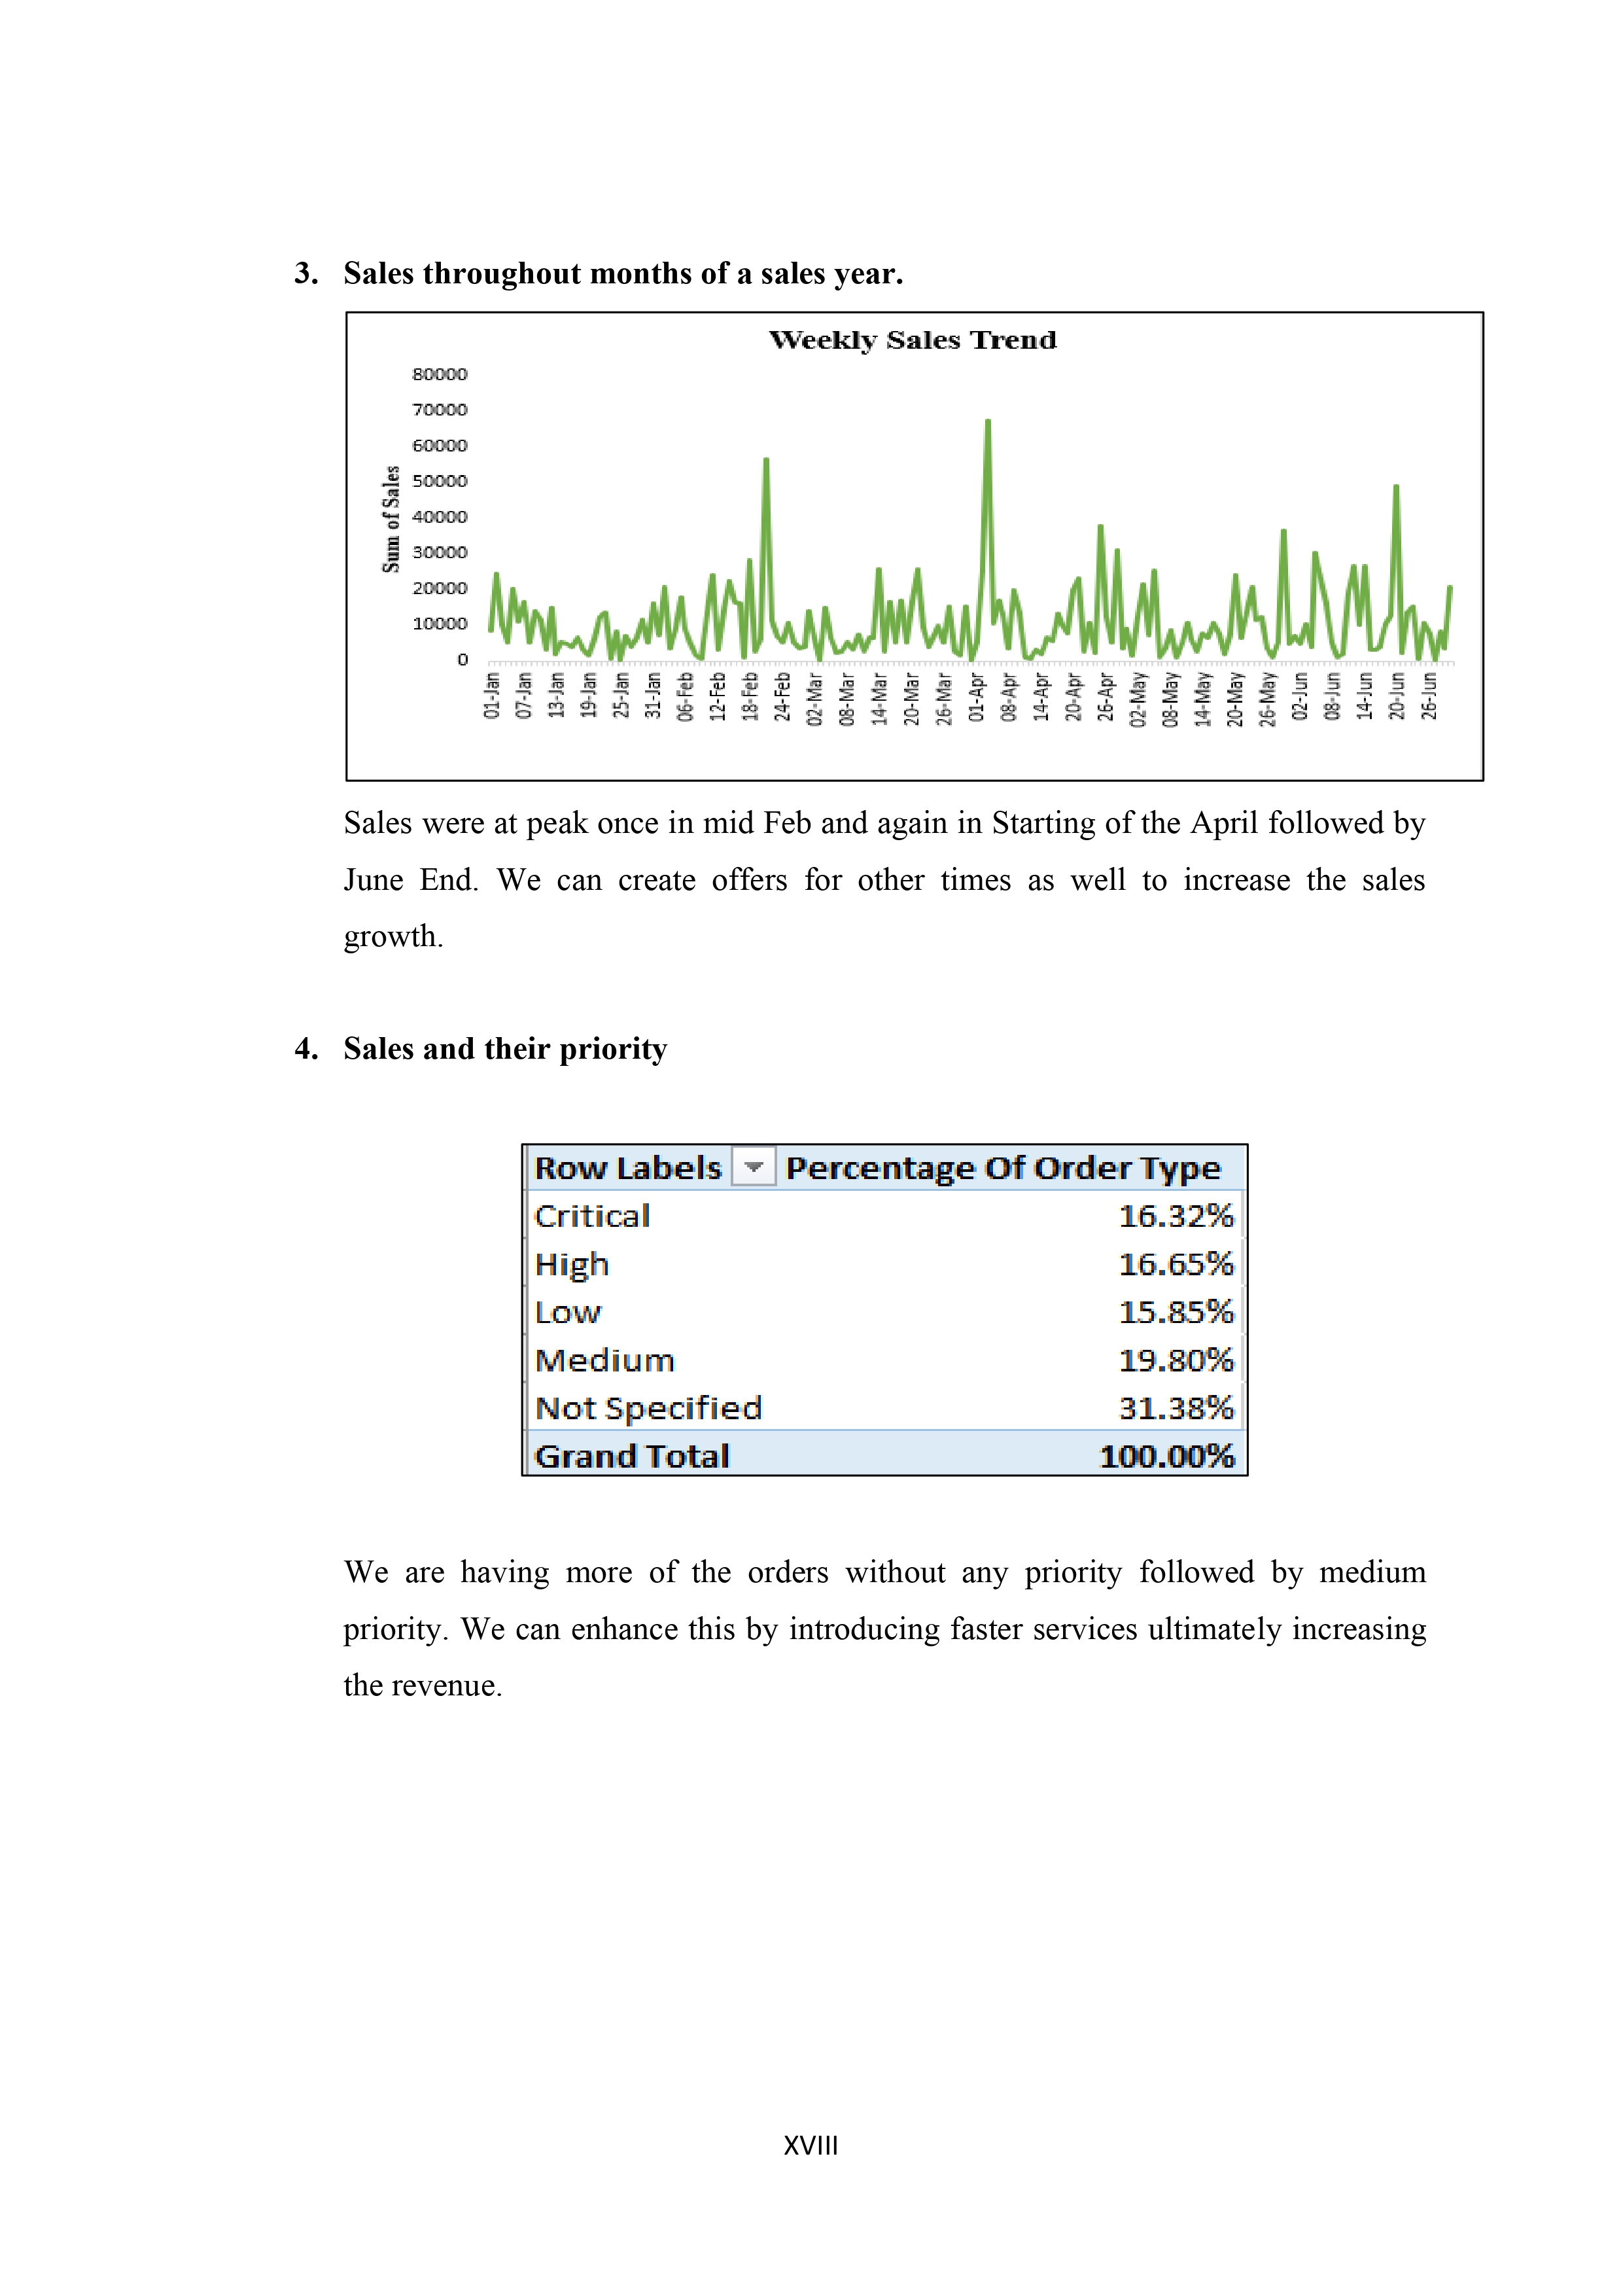 3. Sales throughout months of a sales year.
Weekly Sales Trend
Sum of Sales
80000
70000
60000
50000
40000
30000
20000
10000
0
01-Jan
07-Jan
13-Jan
19-Jan
25-Jan
31-Jan
06-Feb
12-Feb
18-Feb
24-Feb
02-Mar
08-Mar
14-Mar
20-Mar
26-Mar
01-Apr
08-Apr
14-Apr
20-Apr
26-Apr
02-May
08-May
14-May
20-May
26-May
02-Jun
08-Jun
14-Jun
20-Jun
26-Jun
Sales were at peak once in mid Feb and again in Starting of the April followed by
June End. We can create offers for other times as well to increase the sales
growth.
4. Sales and their priority
Row Labels Percentage Of Order Type
Critical 16.32%
High 16.65%
Low 15.85%
Medium 19.80%
Not Specified 31.38%
Grand Total 100.00%
We are having more of the orders without any priority followed by medium
priority. We can enhance this by introducing faster services ultimately increasing
the revenue.
XVIII